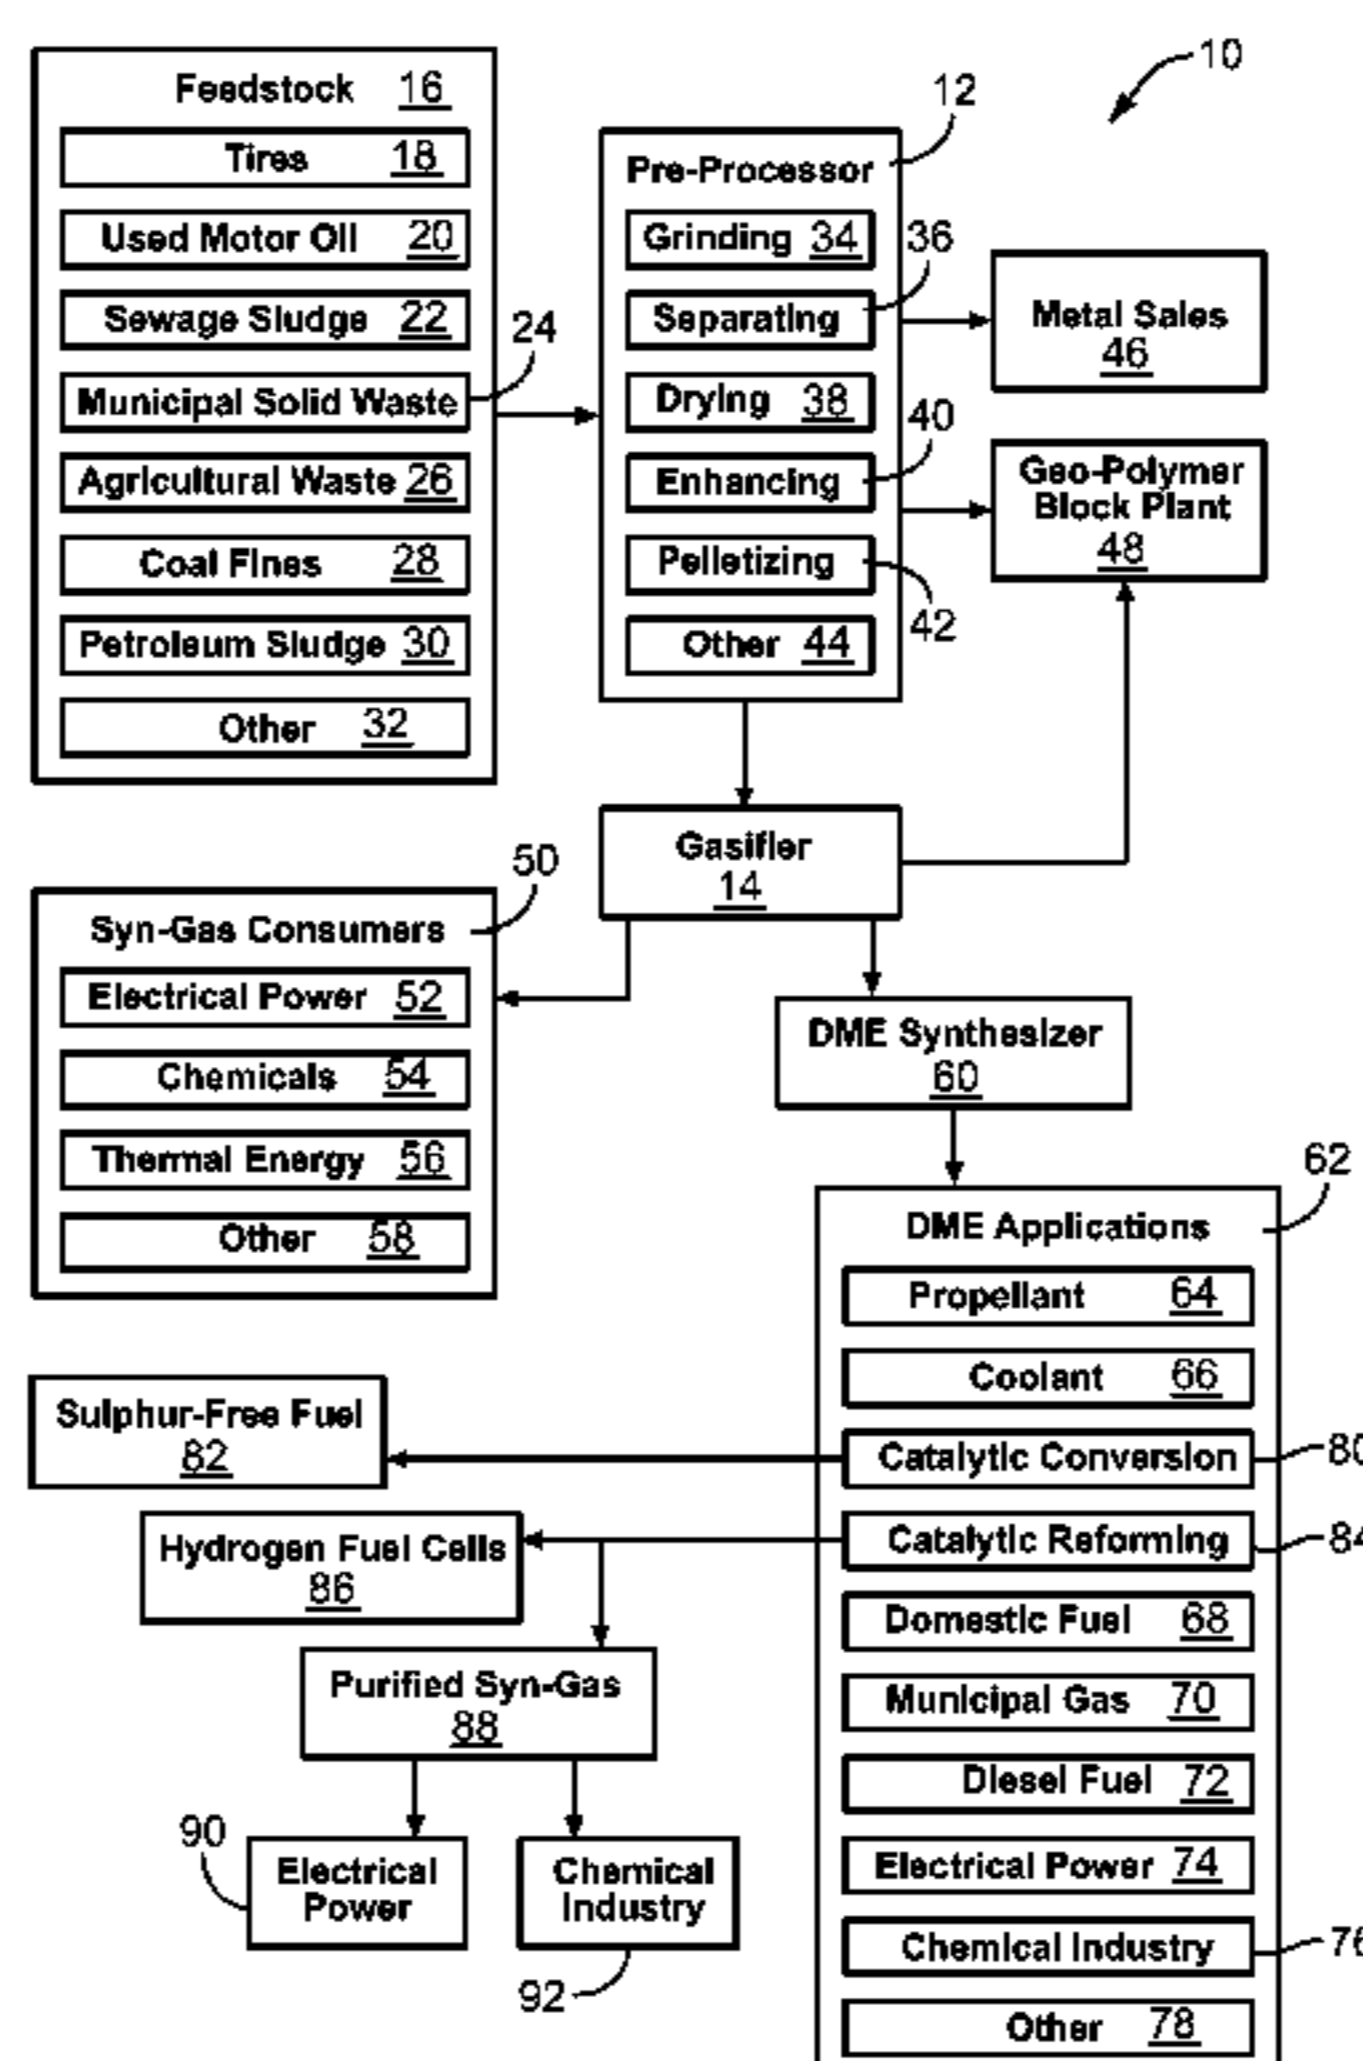 10
Feedstock 16
Tires 18
Used Motor Oil 20
Sewage Sludge 22
Municipal Solid Waste
24
Agricultural Waste 26
Coal Fines 28
Petroleum Sludge 30
Other 32
12
Pre-Processor
Grinding 34
36
Separating
Drying 38
40
Enhancing
Pelletizing
42
Other 44
Metal Sales
46
Geo-Polymer
Block Plant
48
Gasifier
14
50
Syn-Gas Consumers
Electrical Power 52
Chemicals 54
Thermal Energy 56
Other 58
DME Synthesizer
60
62
DME Applications
Propellant 64
Coolant 66
Catalytic Conversion 80
Catalytic Reforming 84
Domestic Fuel 68
Municipal Gas 70
Diesel Fuel 72
Electrical Power 74
Chemical Industry 76
Other 78
Sulphur-Free Fuel
82
Hydrogen Fuel Cells
86
Purified Syn-Gas
88
90
Electrical
Power
Chemical
Industry
92